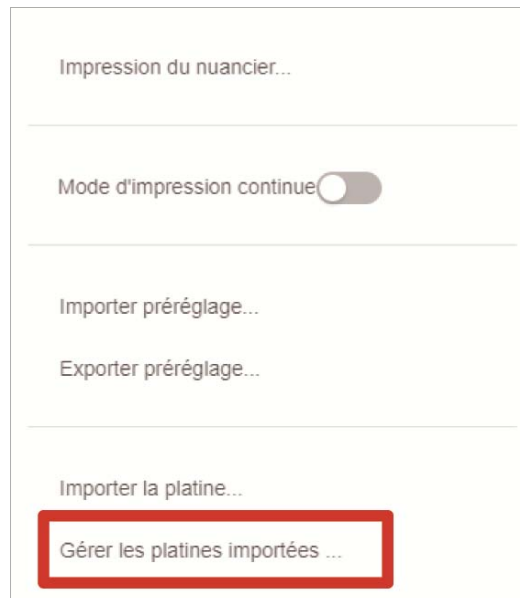 Impression du nuancier...
Mode d'impression continue
Importer préréglage...
Exporter préréglage...
Importer la platine...
Gérer les platines importées ...